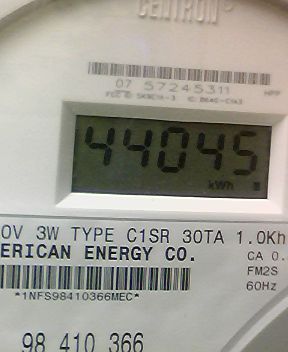 CENTRON®
07 57245311
HPP
44045
kWh
0V 3W TYPE C1SR 30TA 1.0Kh
ERICAN ENERGY CO.
CA 0.
FM2S
60Hz
*1NFS98410366MEC*
98 410 366